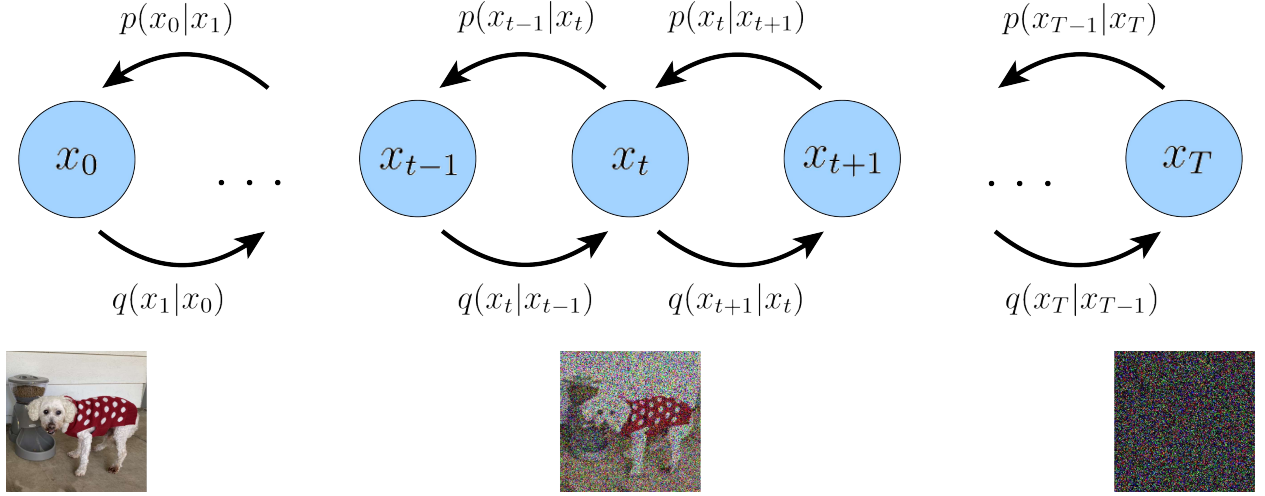 p(x_0|x_1) p(x_{t−1}|x_t) p(x_t|x_{t+1}) p(x_{T−1}|x_T)
x_0 . . . x_{t−1} x_t x_{t+1} . . . x_T
q(x_1|x_0) q(x_t|x_{t−1}) q(x_{t+1}|x_t) q(x_T|x_{T−1})